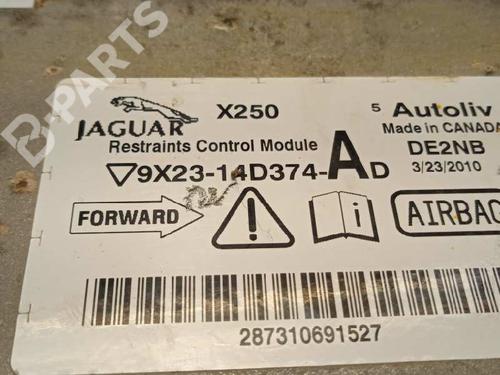 B-PARTS
JAGUAR
X250
5 Autoliv
Restraints Control Module
Made in CANADA
DE2NB
9X23-14D374-AD
3/23/2010
FORWARD
i
AIRBAG
287310691527